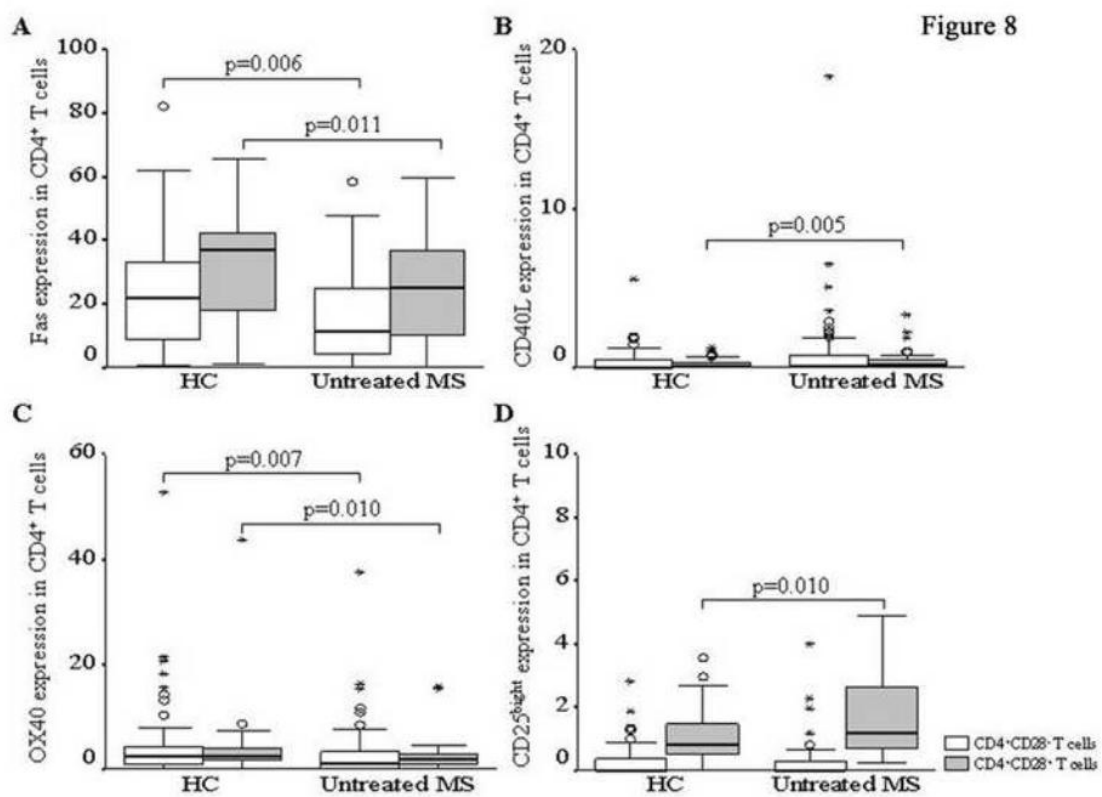 Figure 8
A
Fas expression in CD4⁺ T cells
100
80
60
40
20
0
p=0.006
p=0.011
HC
Untreated MS
B
CD40L expression in CD4⁺ T cells
20
10
0
p=0.005
HC
Untreated MS
C
OX40 expression in CD4⁺ T cells
60
40
20
0
p=0.007
p=0.010
HC
Untreated MS
D
CD25ᵇⁱᵍʰᵗ expression in CD4⁺ T cells
10
8
6
4
2
0
p=0.010
HC
Untreated MS
CD4⁺CD28⁻ T cells
CD4⁺CD28⁺ T cells